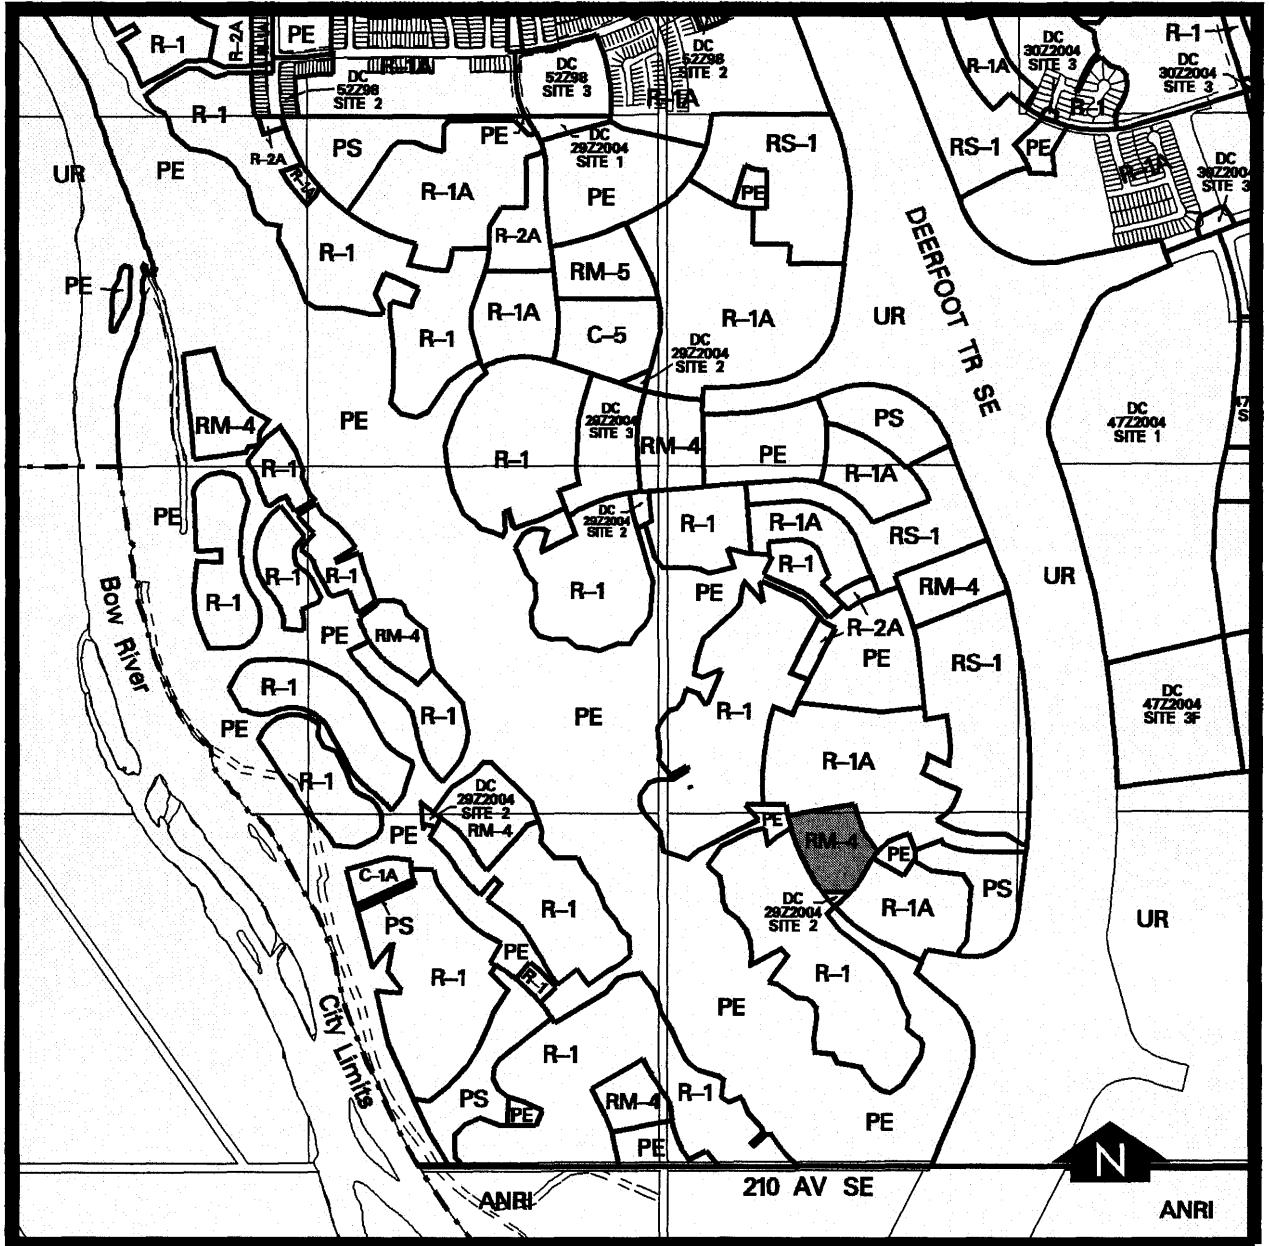 R-1
R-2A
PE
R-1A
DC
52Z98
SITE 2
DC
52Z98
SITE 3
DC
52Z98
SITE 2
R-1A
R-1A
DC
30Z2004
SITE 3
R-1
R-1
DC
30Z2004
SITE 3
R-1
R-2A
R-1A
PS
PE
DC
29Z2004
SITE 1
RS-1
RS-1
PE
R-1A
DC
30Z2004
SITE 3
UR
PE
R-1A
PE
PE
R-2A
R-1
RM-5
DEERFOOT TR SE
PE
R-1A
R-1
C-5
R-1A
UR
DC
29Z2004
SITE 2
PE
RM-4
R-1
R-1
DC
29Z2004
SITE 3
RM-4
PE
PS
R-1A
DC
47Z2004
SITE 1
PE
DC
29Z2004
SITE 2
R-1
R-1A
RS-1
R-1
R-1
R-1
R-1
R-1
PE
RM-4
UR
Bow River
PE
RM-4
R-2A
PE
RS-1
R-1
R-1
PE
PE
R-1
DC
47Z2004
SITE 3F
R-1
R-1A
DC
29Z2004
SITE 2
RM-4
PE
PE
RM-4
PE
C-1A
PS
R-1
DC
29Z2004
SITE 2
R-1A
PS
UR
R-1
PE
R-1
R-1
PE
City Limits
R-1
PS
PE
RM-4
R-1
PE
PE
N
210 AV SE
ANRI
ANRI